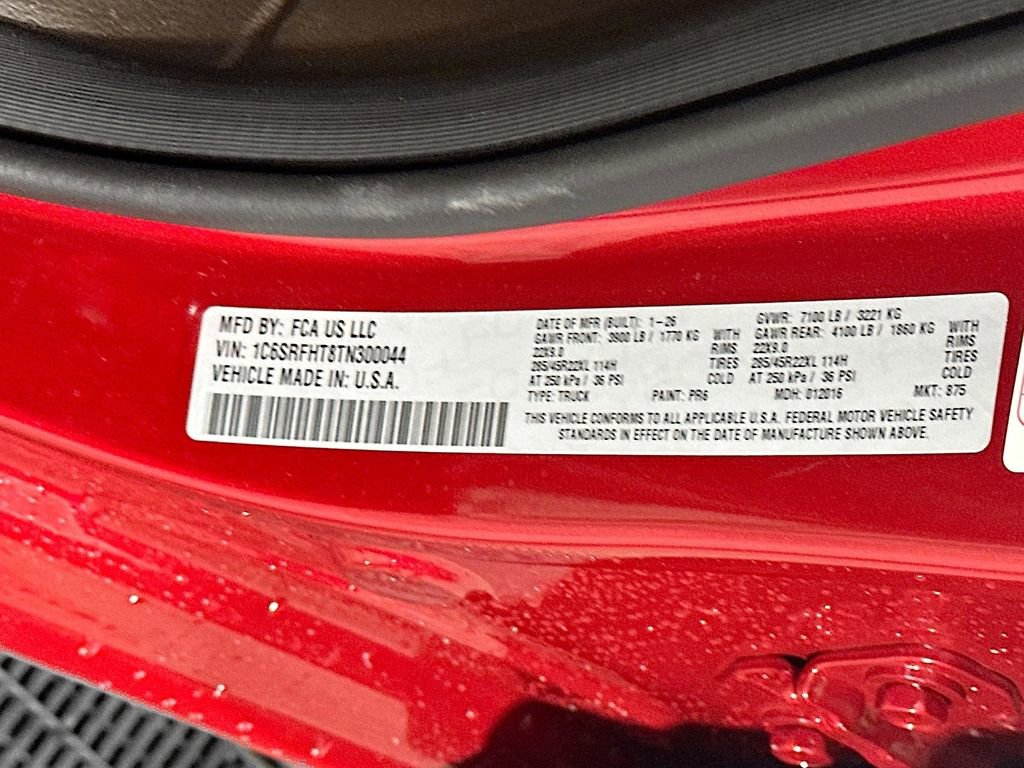 MFD BY: FCA US LLC
VIN: 1C6SRFHT8TN300044
VEHICLE MADE IN: U.S.A.
DATE OF MFR (BUILT): 1-26
GAWR FRONT: 3900 LB / 1770 KG WITH
22X9.0 RIMS
285/45R22XL 114H TIRES
AT 250 kPa / 36 PSI COLD
TYPE: TRUCK PAINT: PR6
GVWR: 7100 LB / 3221 KG
GAWR REAR: 4100 LB / 1860 KG WITH
22X9.0 RIMS
285/45R22XL 114H TIRES
AT 250 kPa / 36 PSI COLD
MDH: 012016 MKT: 875
THIS VEHICLE CONFORMS TO ALL APPLICABLE U.S.A. FEDERAL MOTOR VEHICLE SAFETY
STANDARDS IN EFFECT ON THE DATE OF MANUFACTURE SHOWN ABOVE.